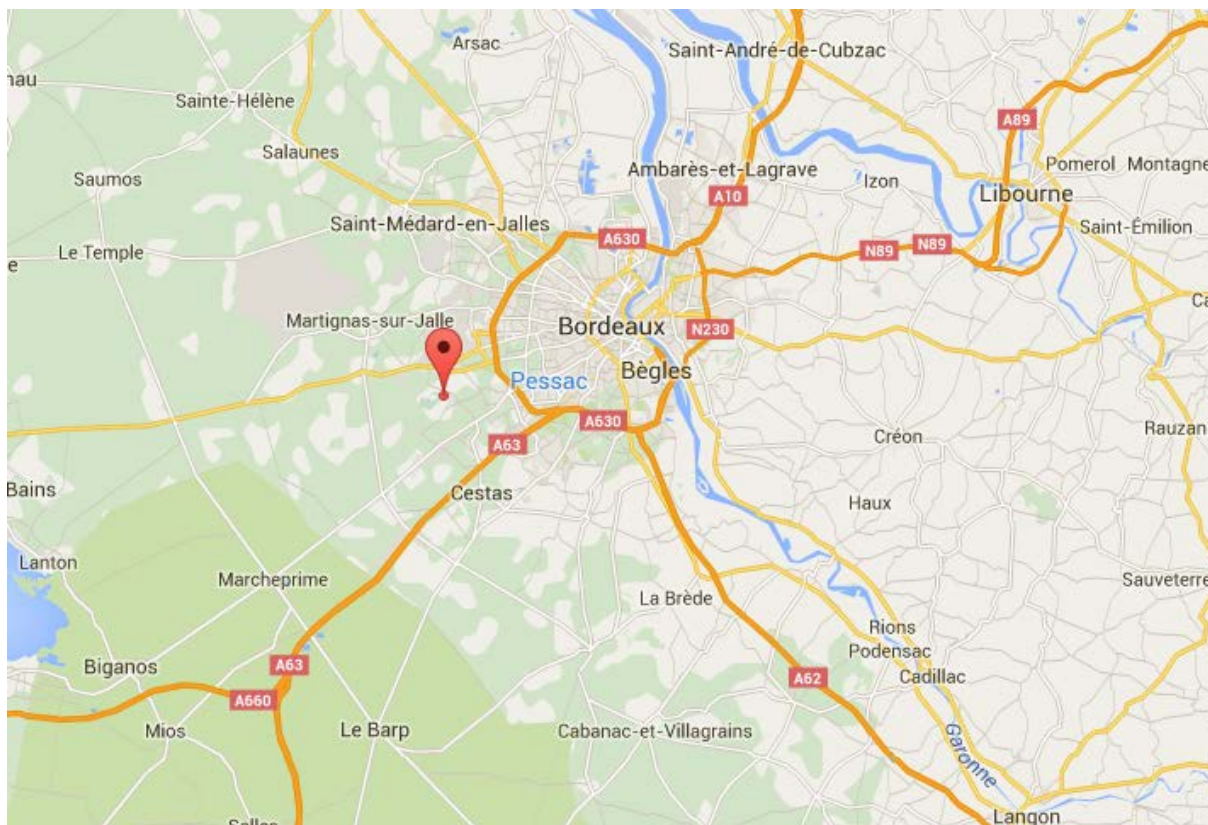 Arsac
Saint-André-de-Cubzac
nau
Sainte-Hélène
A89
Salaunes
Pomerol
Montagne
Ambarès-et-Lagrave
Izon
Saumos
A10
Libourne
Saint-Médard-en-Jalles
Saint-Émilion
A630
Le Temple
N89
N89
e
Ca
Martignas-sur-Jalle
Bordeaux
N230
Bègles
Pessac
A630
Rauzan
Créon
A63
Bains
Cestas
Haux
Lanton
Marcheprime
Sauveterre
La Brède
Rions
Podensac
Biganos
A63
Cadillac
A62
A660
Mios
Le Barp
Cabanac-et-Villagrains
Garonne
Langon